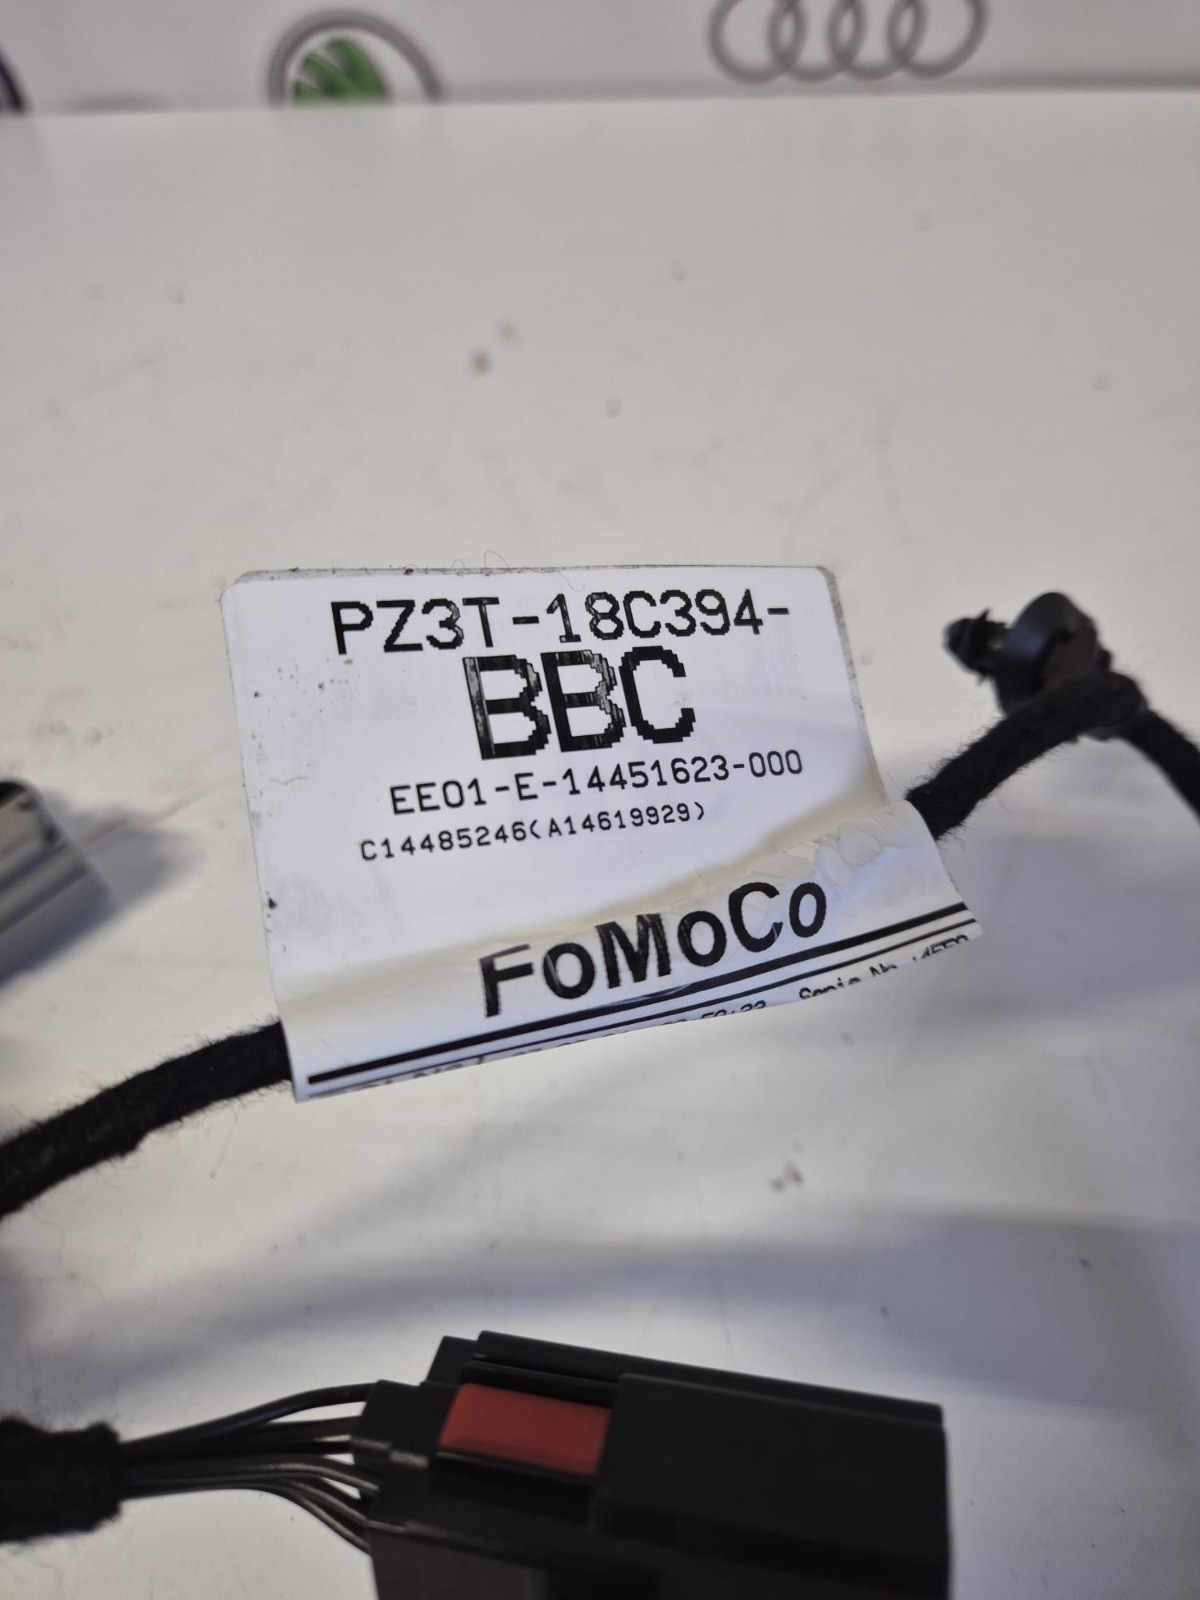 PZ3T-18C394-
BBC
EE01-E-14451623-000
C14485246(A14619929)
FoMoCo